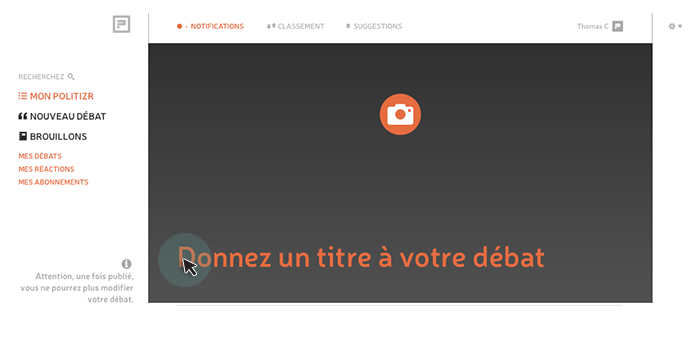 - NOTIFICATIONS
CLASSEMENT
SUGGESTIONS
Thomas C
RECHERCHEZ
MON POLITIZR
NOUVEAU DÉBAT
BROUILLONS
MES DÉBATS
MES RÉACTIONS
MES ABONNEMENTS
Donnez un titre à votre débat
Attention, une fois publié,
vous ne pourrez plus modifier
votre débat.